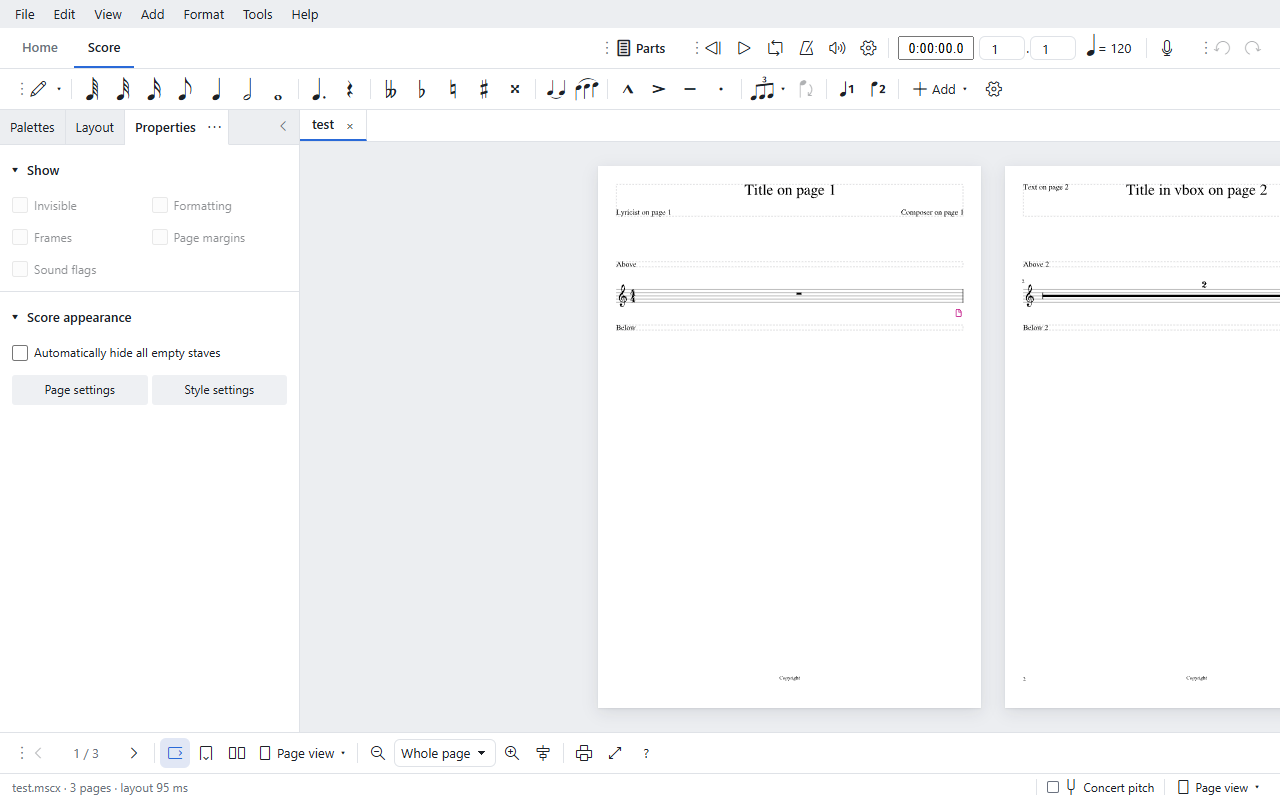 File Edit View Add Format Tools Help
Home Score Parts 0:00:00.0 1 . 1 = 120
3 1 2 Add
Palettes Layout Properties test
Show
Invisible Formatting
Frames Page margins
Sound flags
Score appearance
Automatically hide all empty staves
Page settings Style settings
Title on page 1
Lyricist on page 1 Composer on page 1
Above
Below
Copyright
Text on page 2 Title in vbox on page 2
Above 2
2
Below 2
2 Copyright
1 / 3 Page view Whole page ?
test.mscx · 3 pages · layout 95 ms Concert pitch Page view